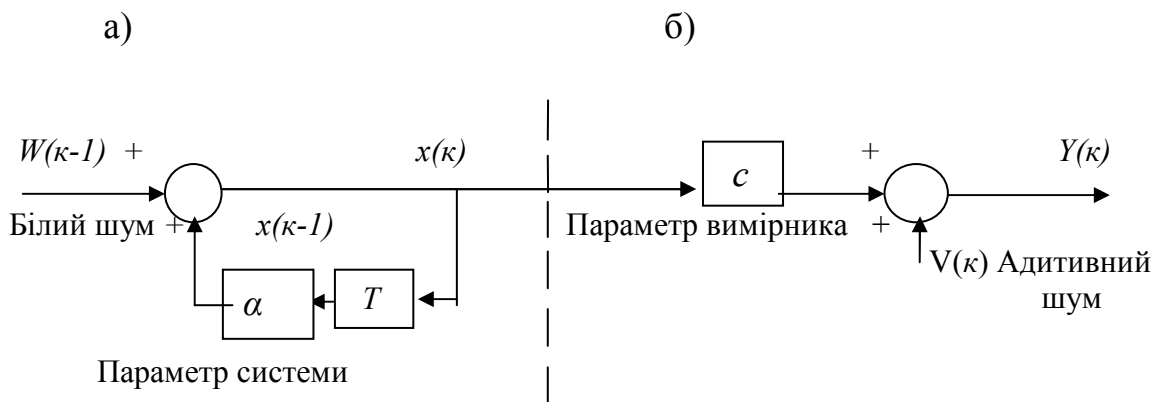 а) б)
W(к-1) + x(к) + Y(к)
c
Білий шум + x(к-1) Параметр вимірника +
V(к) Адитивний
шум
α T
Параметр системи